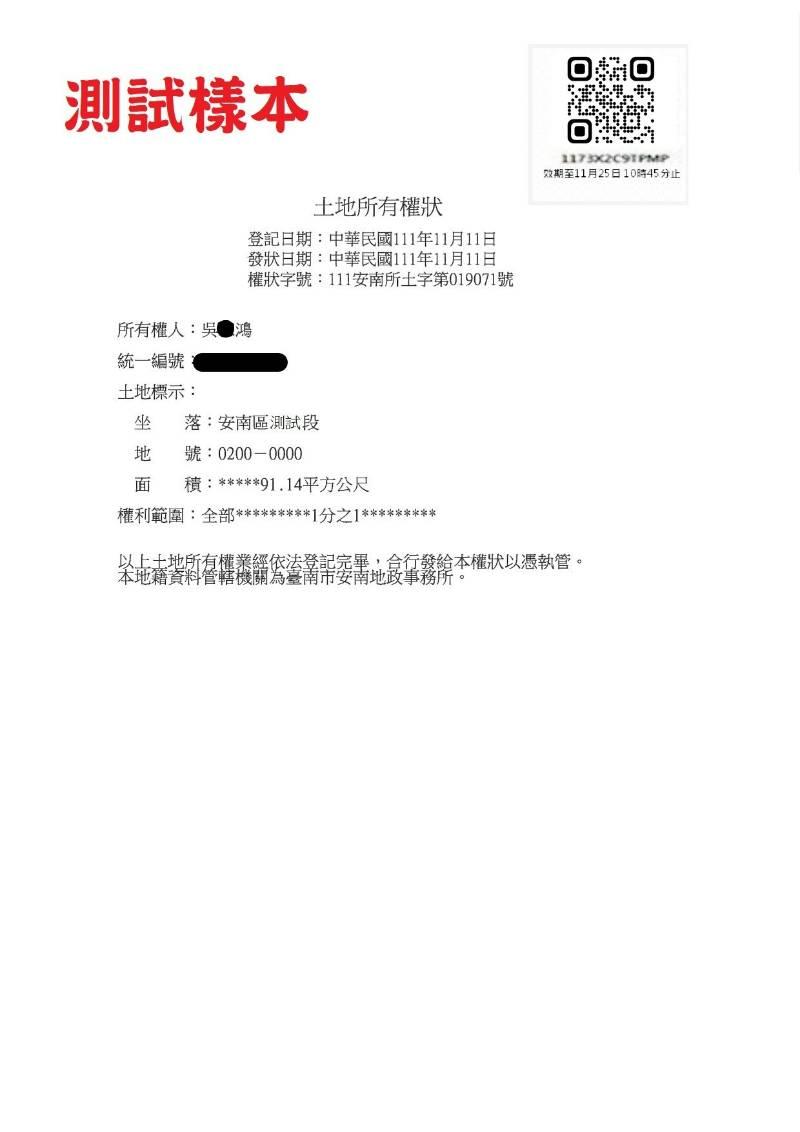 測試樣本
1173X2C9TPMP
效期至11月25日10時45分止
土地所有權狀
登記日期：中華民國111年11月11日
發狀日期：中華民國111年11月11日
權狀字號：111安南所土字第019071號
所有權人：吳鴻
統一編號：
土地標示：
坐　　落：安南區測試段
地　　號：0200－0000
面　　積：*****91.14平方公尺
權利範圍：全部*********1分之1*********
以上土地所有權業經依法登記完畢，合行發給本權狀以憑執管。
本地籍資料管轄機關為臺南市安南地政事務所。